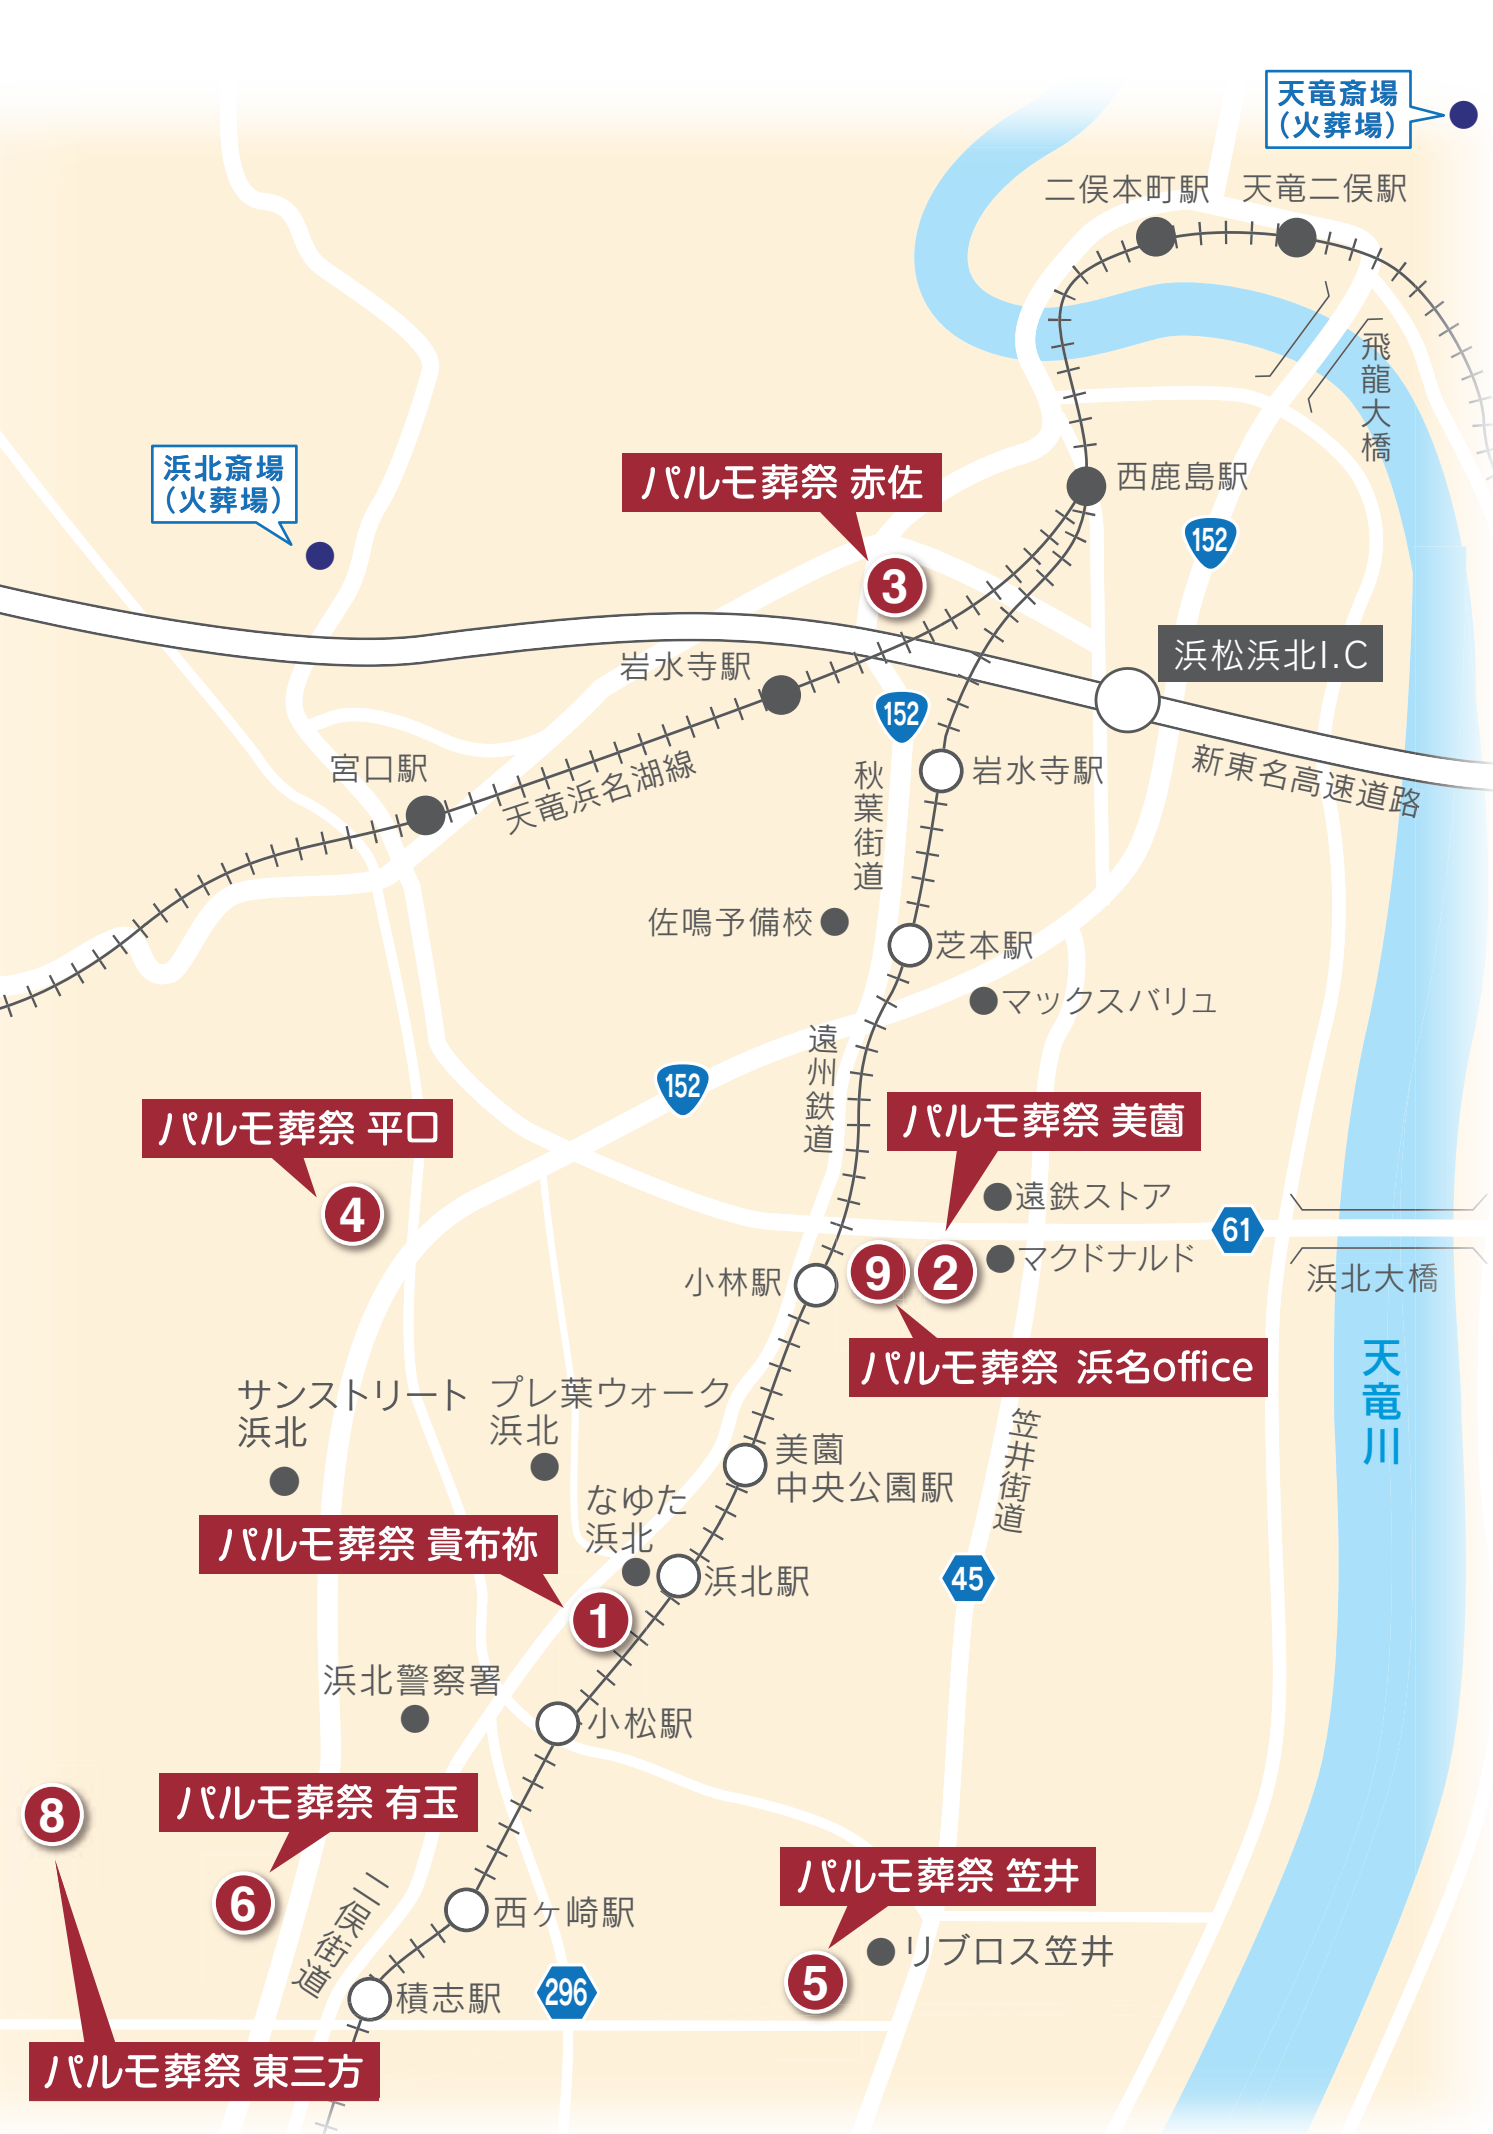 天竜斎場
（火葬場）
二俣本町駅
天竜二俣駅
飛龍大橋
浜北斎場
（火葬場）
パルモ葬祭 赤佐
西鹿島駅
152
3
浜松浜北I.C
岩水寺駅
152
宮口駅
天竜浜名湖線
秋葉街道
岩水寺駅
新東名高速道路
佐鳴予備校
芝本駅
マックスバリュ
遠州鉄道
152
パルモ葬祭 平口
パルモ葬祭 美薗
4
遠鉄ストア
61
マクドナルド
9
2
小林駅
浜北大橋
パルモ葬祭 浜名office
天竜川
サンストリート
浜北
プレ葉ウォーク
浜北
笠井街道
美薗
中央公園駅
なゆた
浜北
パルモ葬祭 貴布祢
浜北駅
45
1
浜北警察署
小松駅
8
パルモ葬祭 有玉
6
パルモ葬祭 笠井
二俣街道
西ヶ崎駅
リブロス笠井
5
積志駅
296
パルモ葬祭 東三方